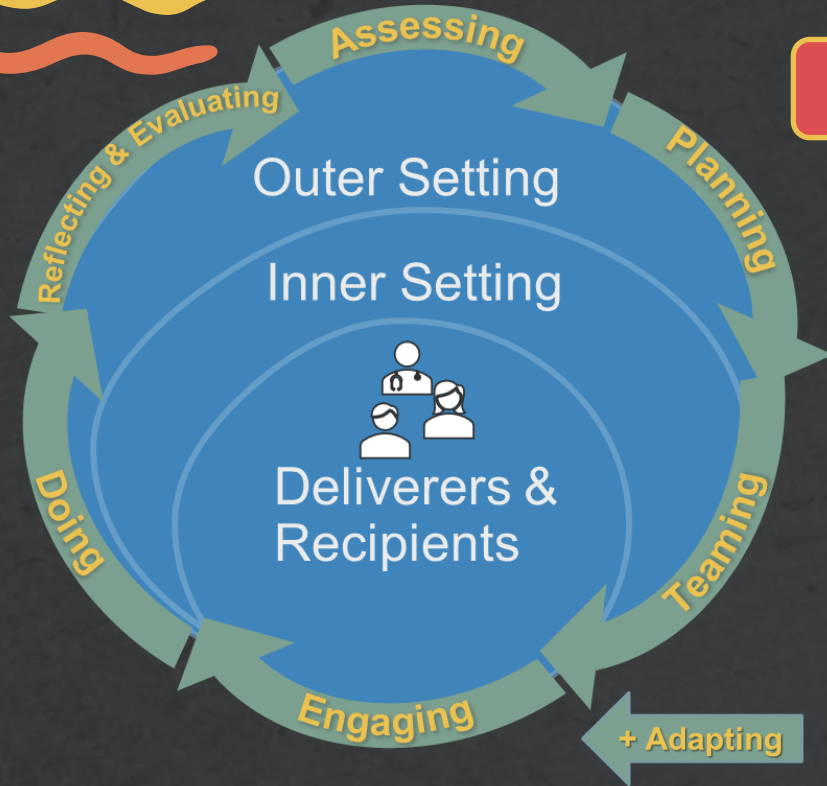 Assessing
Planning
Teaming
Engaging
Doing
Reflecting & Evaluating
Outer Setting
Inner Setting
Deliverers &
Recipients
+ Adapting